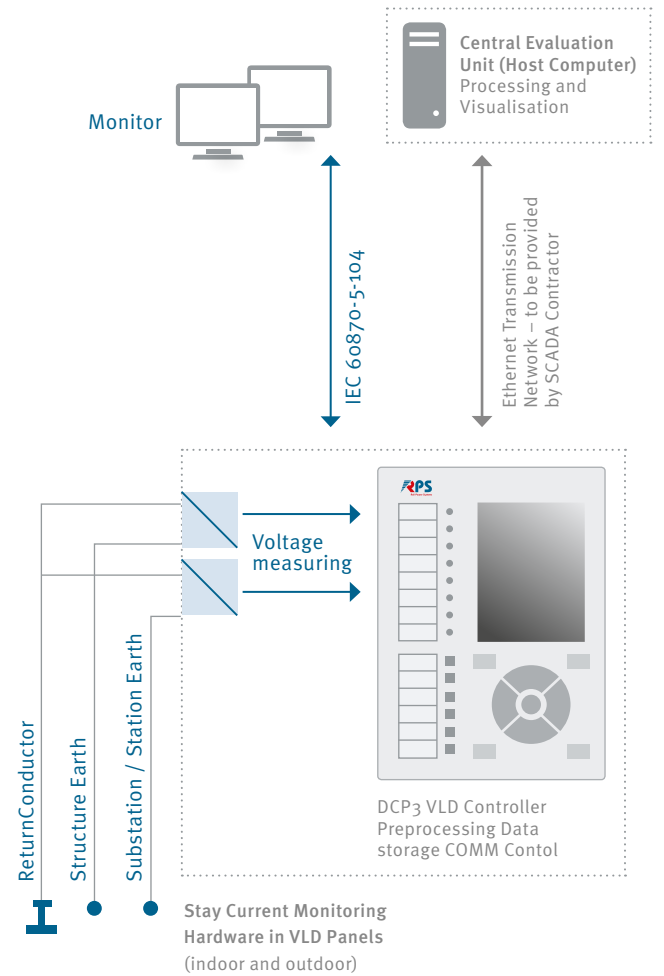 Central Evaluation
Unit (Host Computer)
Processing and
Visualisation
Monitor
IEC 60870-5-104
Ethernet Transmission
Network – to be provided
by SCADA Contractor
RPS
Voltage
measuring
ReturnConductor
Structure Earth
Substation / Station Earth
DCP3 VLD Controller
Preprocessing Data
storage COMM Contol
Stay Current Monitoring
Hardware in VLD Panels
(indoor and outdoor)